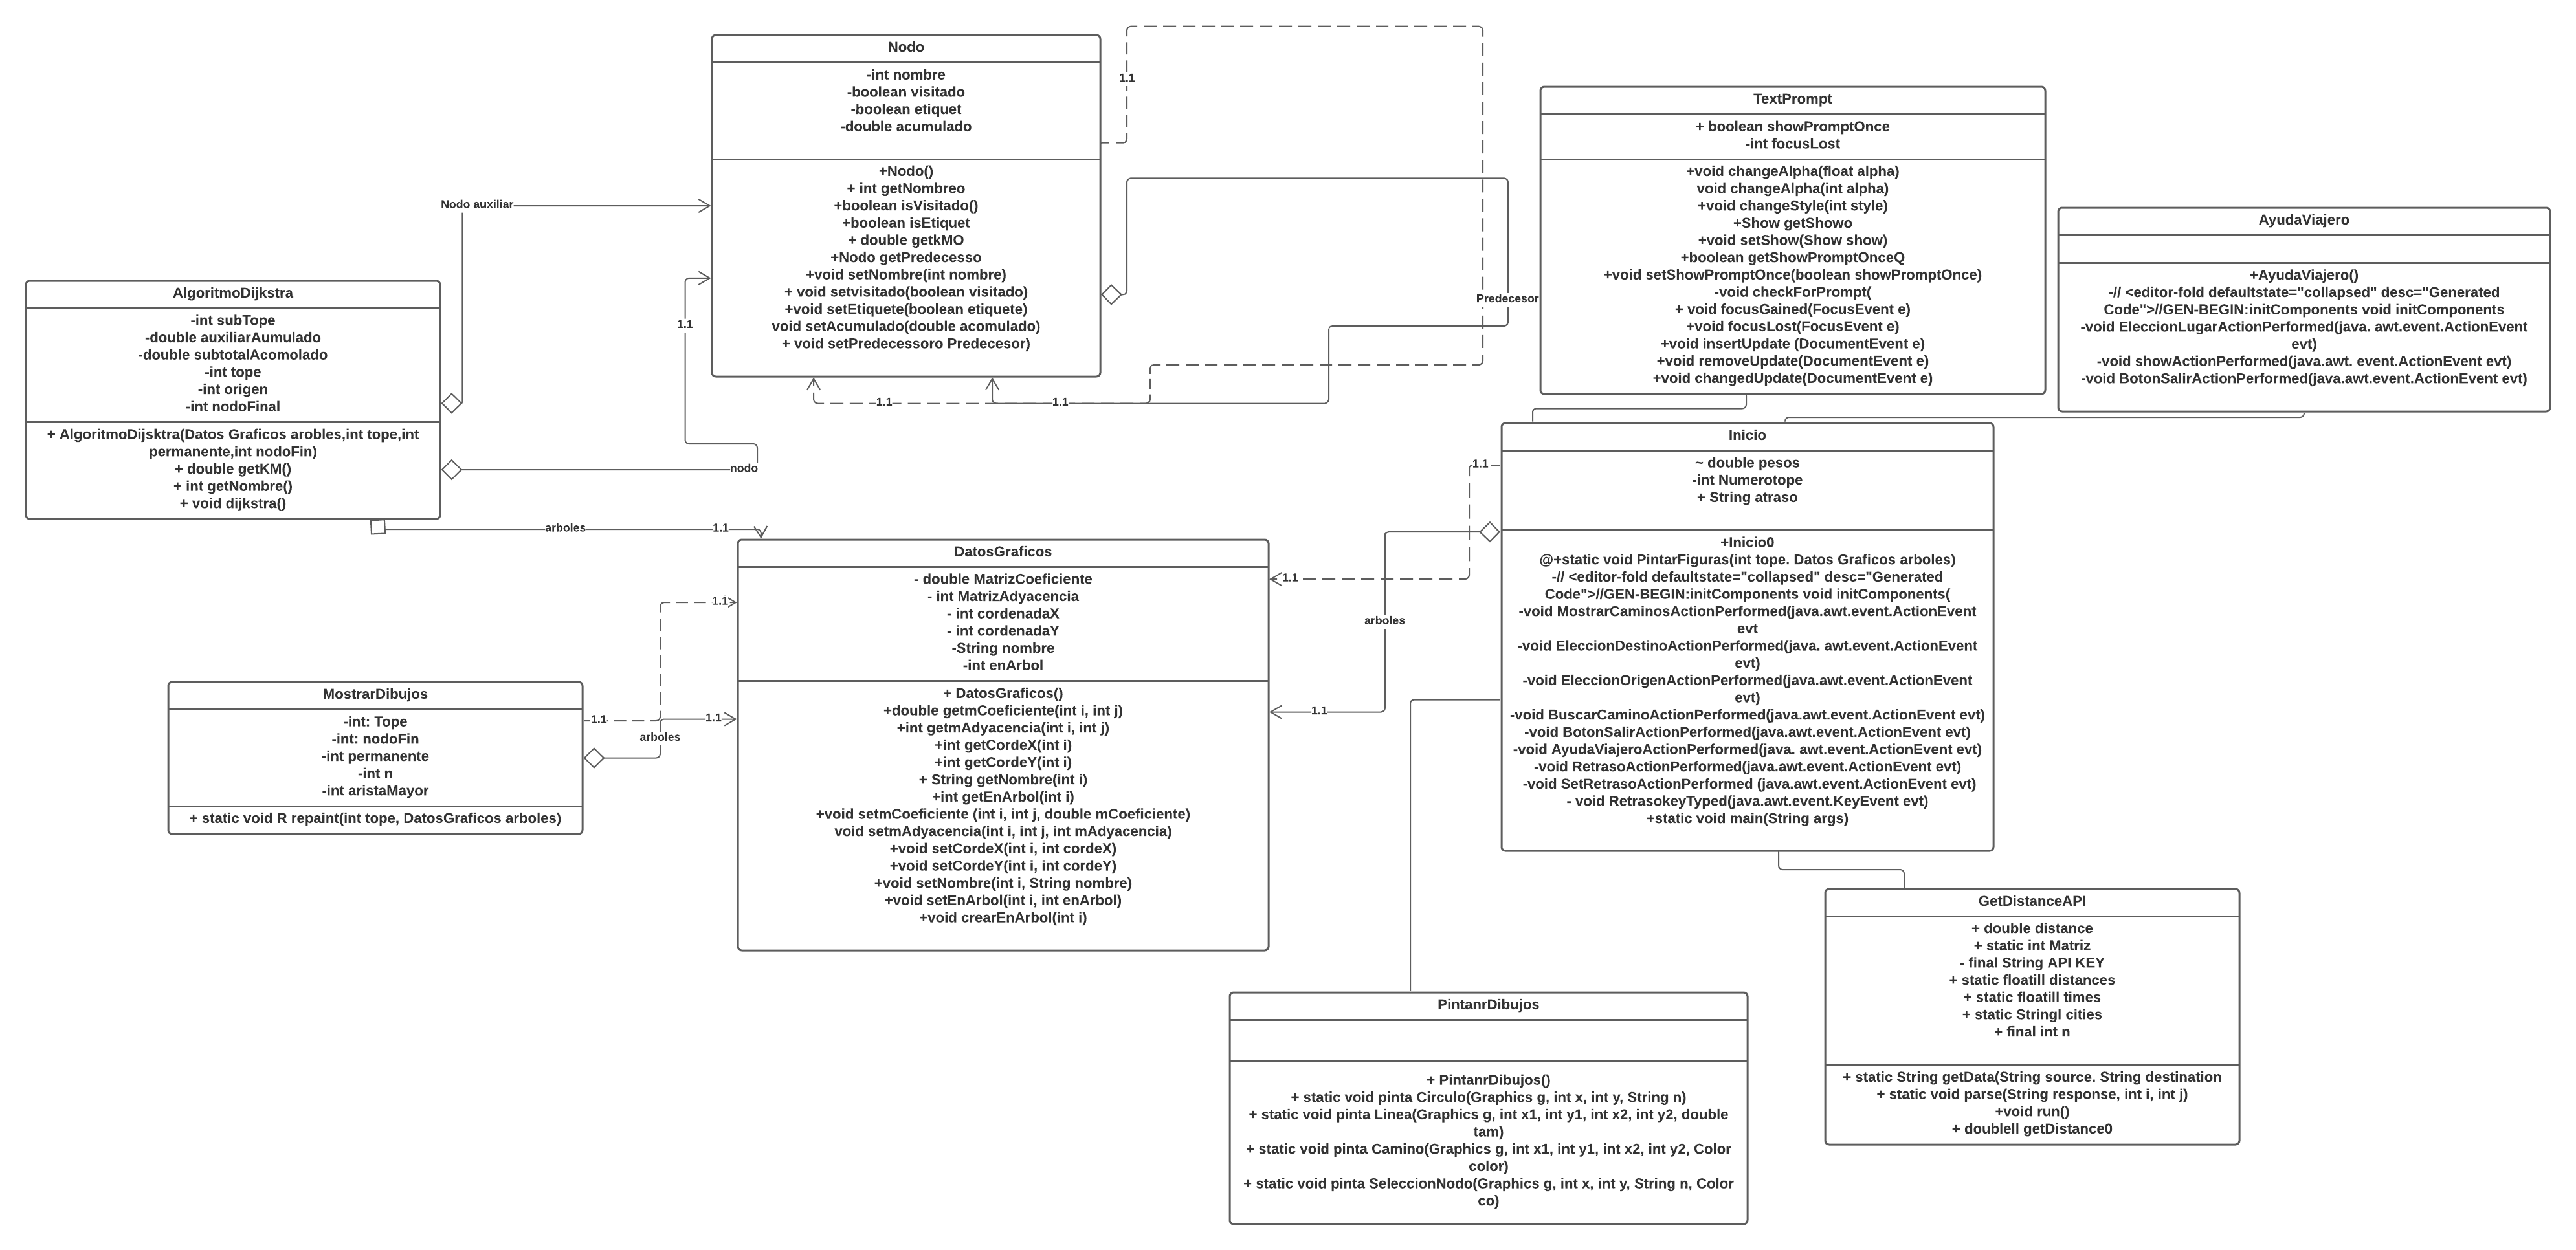 Nodo
-int nombre
-boolean visitado
-boolean etiquet
-double acumulado
+Nodo()
+ int getNombreo
+boolean isVisitado()
+boolean isEtiquet
+ double getkMO
+Nodo getPredecesso
+void setNombre(int nombre)
+ void setvisitado(boolean visitado)
+void setEtiquete(boolean etiquete)
void setAcumulado(double acomulado)
+ void setPredecessoro Predecesor)
1.1
Predecesor
1.1
1.1
TextPrompt
+ boolean showPromptOnce
-int focusLost
+void changeAlpha(float alpha)
void changeAlpha(int alpha)
+void changeStyle(int style)
+Show getShowo
+void setShow(Show show)
+boolean getShowPromptOnceQ
+void setShowPromptOnce(boolean showPromptOnce)
-void checkForPrompt(
+ void focusGained(FocusEvent e)
+void focusLost(FocusEvent e)
+void insertUpdate (DocumentEvent e)
+void removeUpdate(DocumentEvent e)
+void changedUpdate(DocumentEvent e)
AyudaViajero
+AyudaViajero()
-// <editor-fold defaultstate="collapsed" desc="Generated
Code">//GEN-BEGIN:initComponents void initComponents
-void EleccionLugarActionPerformed(java. awt.event.ActionEvent
evt)
-void showActionPerformed(java.awt. event.ActionEvent evt)
-void BotonSalirActionPerformed(java.awt.event.ActionEvent evt)
Nodo auxiliar
1.1
nodo
AlgoritmoDijkstra
-int subTope
-double auxiliarAumulado
-double subtotalAcomolado
-int tope
-int origen
-int nodoFinal
+ AlgoritmoDijsktra(Datos Graficos arobles,int tope,int
permanente,int nodoFin)
+ double getKM()
+ int getNombre()
+ void dijkstra()
arboles
1.1
DatosGraficos
- double MatrizCoeficiente
- int MatrizAdyacencia
- int cordenadaX
- int cordenadaY
-String nombre
-int enArbol
+ DatosGraficos()
+double getmCoeficiente(int i, int j)
+int getmAdyacencia(int i, int j)
+int getCordeX(int i)
+int getCordeY(int i)
+ String getNombre(int i)
+int getEnArbol(int i)
+void setmCoeficiente (int i, int j, double mCoeficiente)
void setmAdyacencia(int i, int j, int mAdyacencia)
+void setCordeX(int i, int cordeX)
+void setCordeY(int i, int cordeY)
+void setNombre(int i, String nombre)
+void setEnArbol(int i, int enArbol)
+void crearEnArbol(int i)
1.1
1.1
1.1
arboles
MostrarDibujos
-int: Tope
-int: nodoFin
-int permanente
-int n
-int aristaMayor
+ static void R repaint(int tope, DatosGraficos arboles)
1.1
1.1
arboles
1.1
Inicio
~ double pesos
-int Numerotope
+ String atraso
+Inicio0
@+static void PintarFiguras(int tope. Datos Graficos arboles)
-// <editor-fold defaultstate="collapsed" desc="Generated
Code">//GEN-BEGIN:initComponents void initComponents(
-void MostrarCaminosActionPerformed(java.awt.event.ActionEvent
evt
-void EleccionDestinoActionPerformed(java. awt.event.ActionEvent
evt)
-void EleccionOrigenActionPerformed(java.awt.event.ActionEvent
evt)
-void BuscarCaminoActionPerformed(java.awt.event.ActionEvent evt)
-void BotonSalirActionPerformed(java.awt.event.ActionEvent evt)
-void AyudaViajeroActionPerformed(java. awt.event.ActionEvent evt)
-void RetrasoActionPerformed(java.awt.event.ActionEvent evt)
-void SetRetrasoActionPerformed (java.awt.event.ActionEvent evt)
- void RetrasokeyTyped(java.awt.event.KeyEvent evt)
+static void main(String args)
GetDistanceAPI
+ double distance
+ static int Matriz
- final String API KEY
+ static floatill distances
+ static floatill times
+ static Stringl cities
+ final int n
+ static String getData(String source. String destination
+ static void parse(String response, int i, int j)
+void run()
+ doublell getDistance0
PintanrDibujos
+ PintanrDibujos()
+ static void pinta Circulo(Graphics g, int x, int y, String n)
+ static void pinta Linea(Graphics g, int x1, int y1, int x2, int y2, double
tam)
+ static void pinta Camino(Graphics g, int x1, int y1, int x2, int y2, Color
color)
+ static void pinta SeleccionNodo(Graphics g, int x, int y, String n, Color
co)